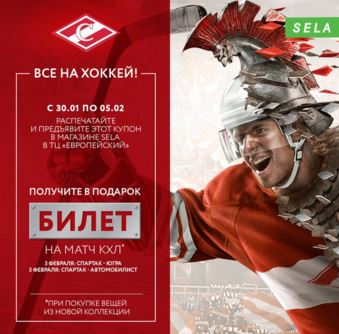 С
SELA
ВСЕ НА ХОККЕЙ!
С 30.01 ПО 05.02
РАСПЕЧАТАЙТЕ
И ПРЕДЪЯВИТЕ ЭТОТ КУПОН
В МАГАЗИНЕ SELA
В ТЦ «ЕВРОПЕЙСКИЙ»
ПОЛУЧИТЕ В ПОДАРОК
БИЛЕТ
НА МАТЧ КХЛ*
3 ФЕВРАЛЯ: СПАРТАК - ЮГРА
5 ФЕВРАЛЯ: СПАРТАК - АВТОМОБИЛИСТ
*ПРИ ПОКУПКЕ ВЕЩЕЙ
ИЗ НОВОЙ КОЛЛЕКЦИИ